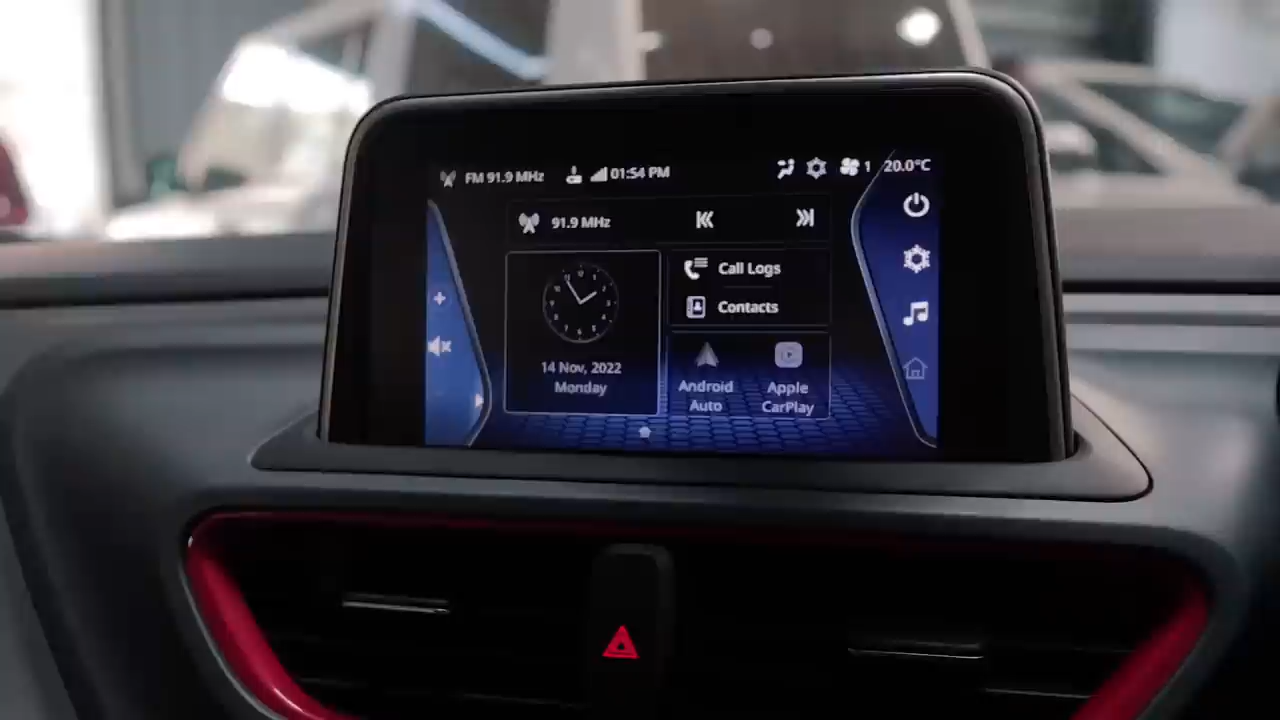 FM 91.9 MHz 01:54 PM 1 20.0°C
91.9 MHz
Call Logs
Contacts
14 Nov, 2022
Monday
Android
Auto
Apple
CarPlay